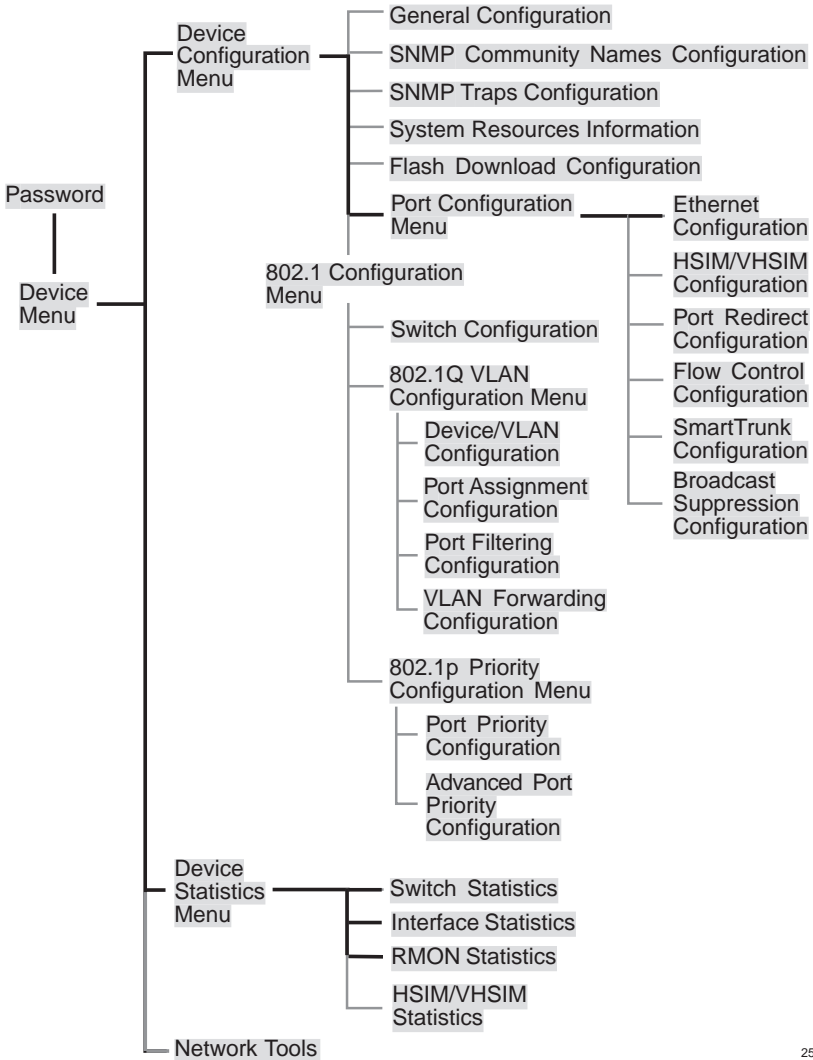 Password
Device
Menu
Device
Configuration
Menu
General Configuration
SNMP Community Names Configuration
SNMP Traps Configuration
System Resources Information
Flash Download Configuration
Port Configuration
Menu
Ethernet
Configuration
HSIM/VHSIM
Configuration
Port Redirect
Configuration
Flow Control
Configuration
SmartTrunk
Configuration
Broadcast
Suppression
Configuration
802.1 Configuration
Menu
Switch Configuration
802.1Q VLAN
Configuration Menu
Device/VLAN
Configuration
Port Assignment
Configuration
Port Filtering
Configuration
VLAN Forwarding
Configuration
802.1p Priority
Configuration Menu
Port Priority
Configuration
Advanced Port
Priority
Configuration
Device
Statistics
Menu
Switch Statistics
Interface Statistics
RMON Statistics
HSIM/VHSIM
Statistics
Network Tools
25